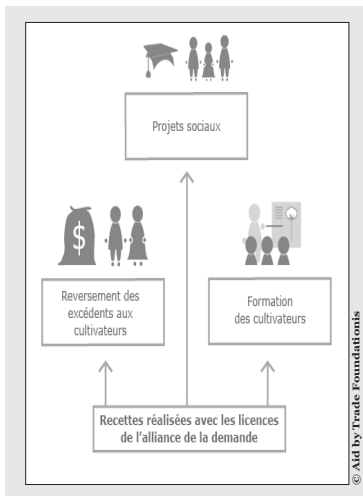 Projets sociaux
$
Reversement des
excédents aux
cultivateurs
Formation
des cultivateurs
Recettes réalisées avec les licences
de l'alliance de la demande
© Aid by Trade Foundationis